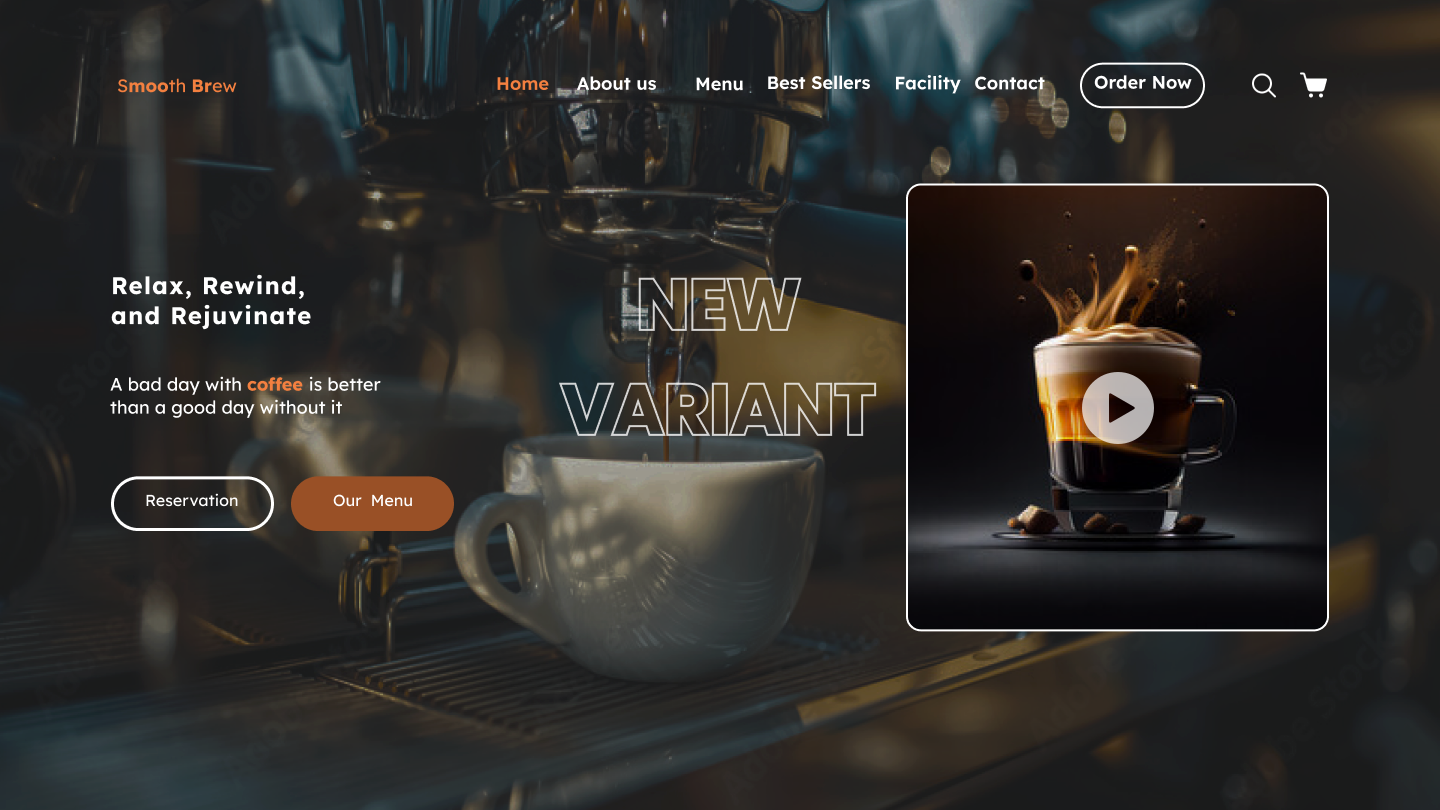 Smooth Brew
Home About us Menu Best Sellers Facility Contact Order Now
Relax, Rewind,
and Rejuvinate
A bad day with coffee is better
than a good day without it
Reservation Our Menu
NEW
VARIANT